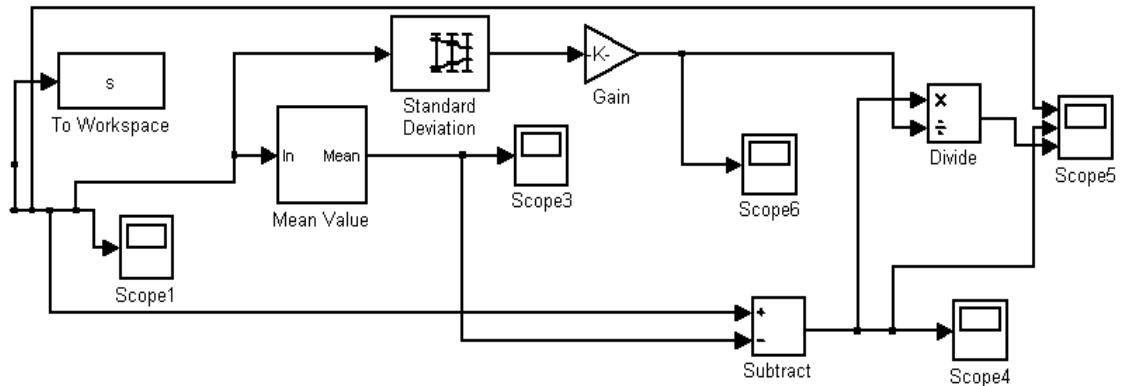 s
To Workspace
Standard
Deviation
-K-
Gain
In
Mean
Mean Value
Scope3
Scope6
×
÷
Divide
Scope5
Scope1
+
-
Subtract
Scope4